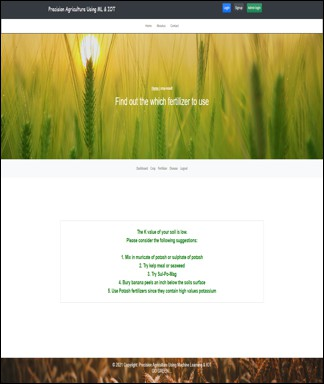 Precision Agriculture Using ML & IOT
Login Signup Admin Login
Home Services Contact
Find out the which fertilizer to use
Dashboard Crop Fertilizer Disease Logout
The K value of your soil is low.
Please consider the following suggestions:
1. Mix in muricate of potash or sulphate of potash
2. Try kelp meal or seaweed
3. Try Sul-Po-Mag
4. Bury banana peels an inch below the soils surface
5. Use Potash fertilizers since they contain high values potassium
© 2021 Copyright: Precision Agriculture Using Machine Learning & IOT